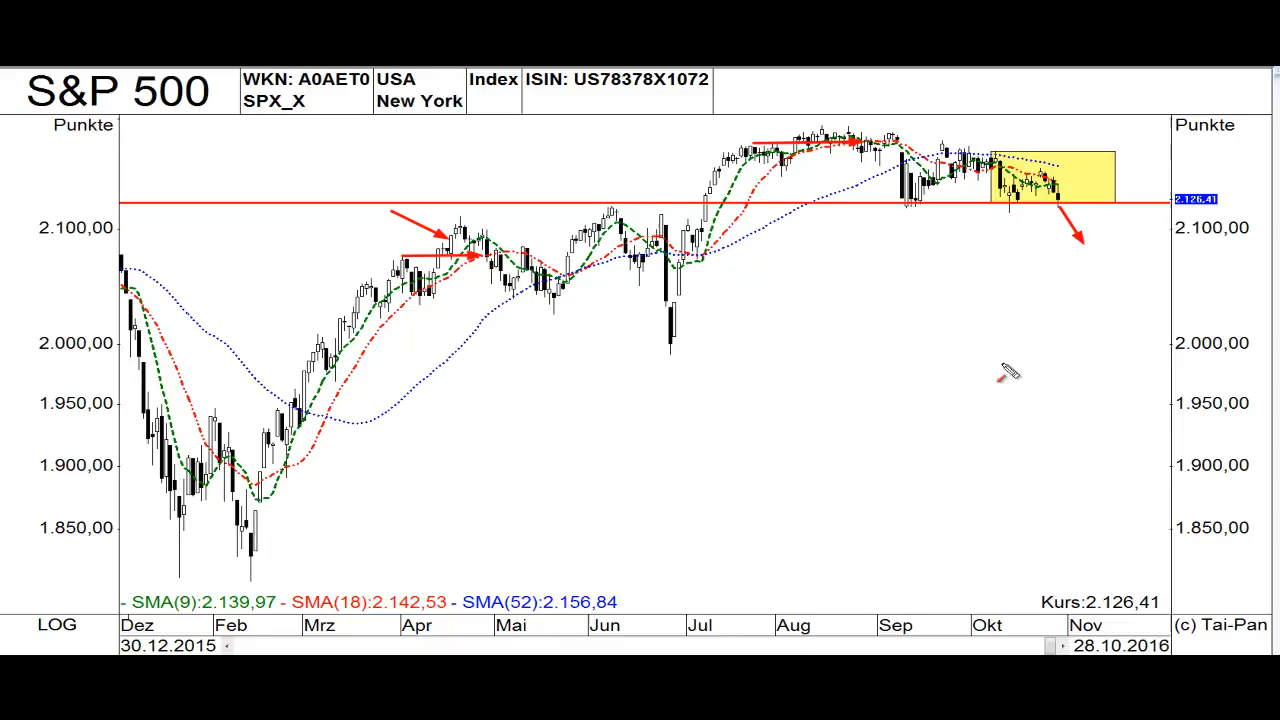 S&P 500
WKN: A0AET0 USA Index ISIN: US78378X1072
SPX_X New York
Punkte Punkte
2.126,41
2.100,00 2.100,00
2.000,00 2.000,00
1.950,00 1.950,00
1.900,00 1.900,00
1.850,00 1.850,00
- SMA(9):2.139,97 - SMA(18):2.142,53 - SMA(52):2.156,84 Kurs:2.126,41
LOG Dez Feb Mrz Apr Mai Jun Jul Aug Sep Okt Nov (c) Tai-Pan
30.12.2015 28.10.2016